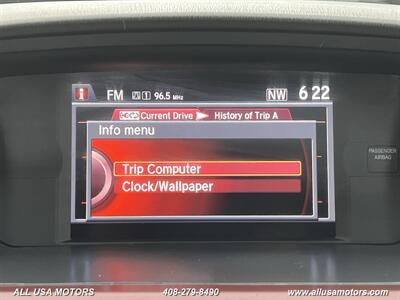 i FM 1 96.5 MHz NW 6:22
Current Drive History of Trip A
Info menu
Trip Computer
Clock/Wallpaper
PASSENGER
AIRBAG
ALL USA MOTORS 408-279-8490 www.allusamotors.com